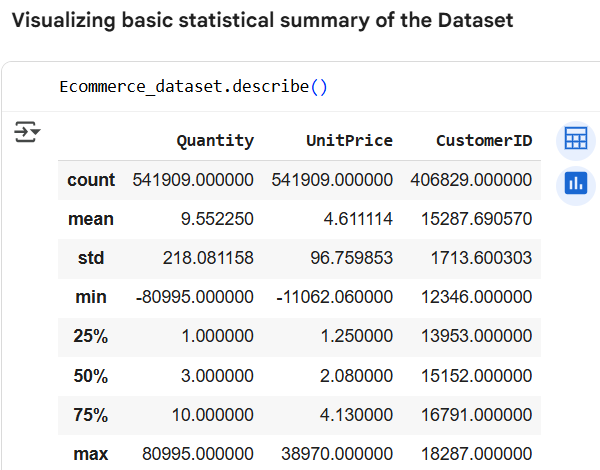 Visualizing basic statistical summary of the Dataset
Ecommerce_dataset.describe()
Quantity UnitPrice CustomerID
count 541909.000000 541909.000000 406829.000000
mean 9.552250 4.611114 15287.690570
std 218.081158 96.759853 1713.600303
min -80995.000000 -11062.060000 12346.000000
25% 1.000000 1.250000 13953.000000
50% 3.000000 2.080000 15152.000000
75% 10.000000 4.130000 16791.000000
max 80995.000000 38970.000000 18287.000000